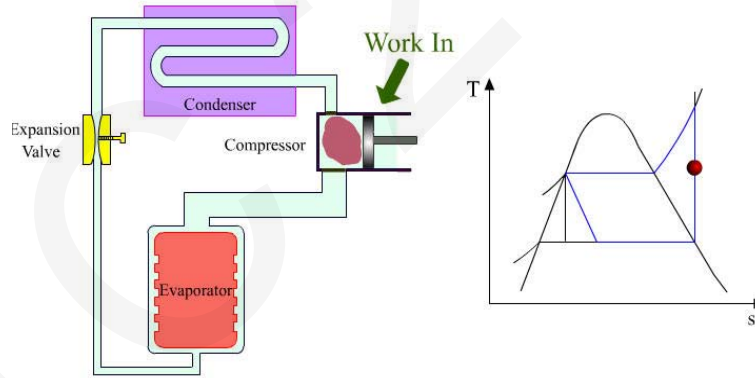 Work In
Condenser
Expansion
Valve
Compressor
Evaporator
T
s